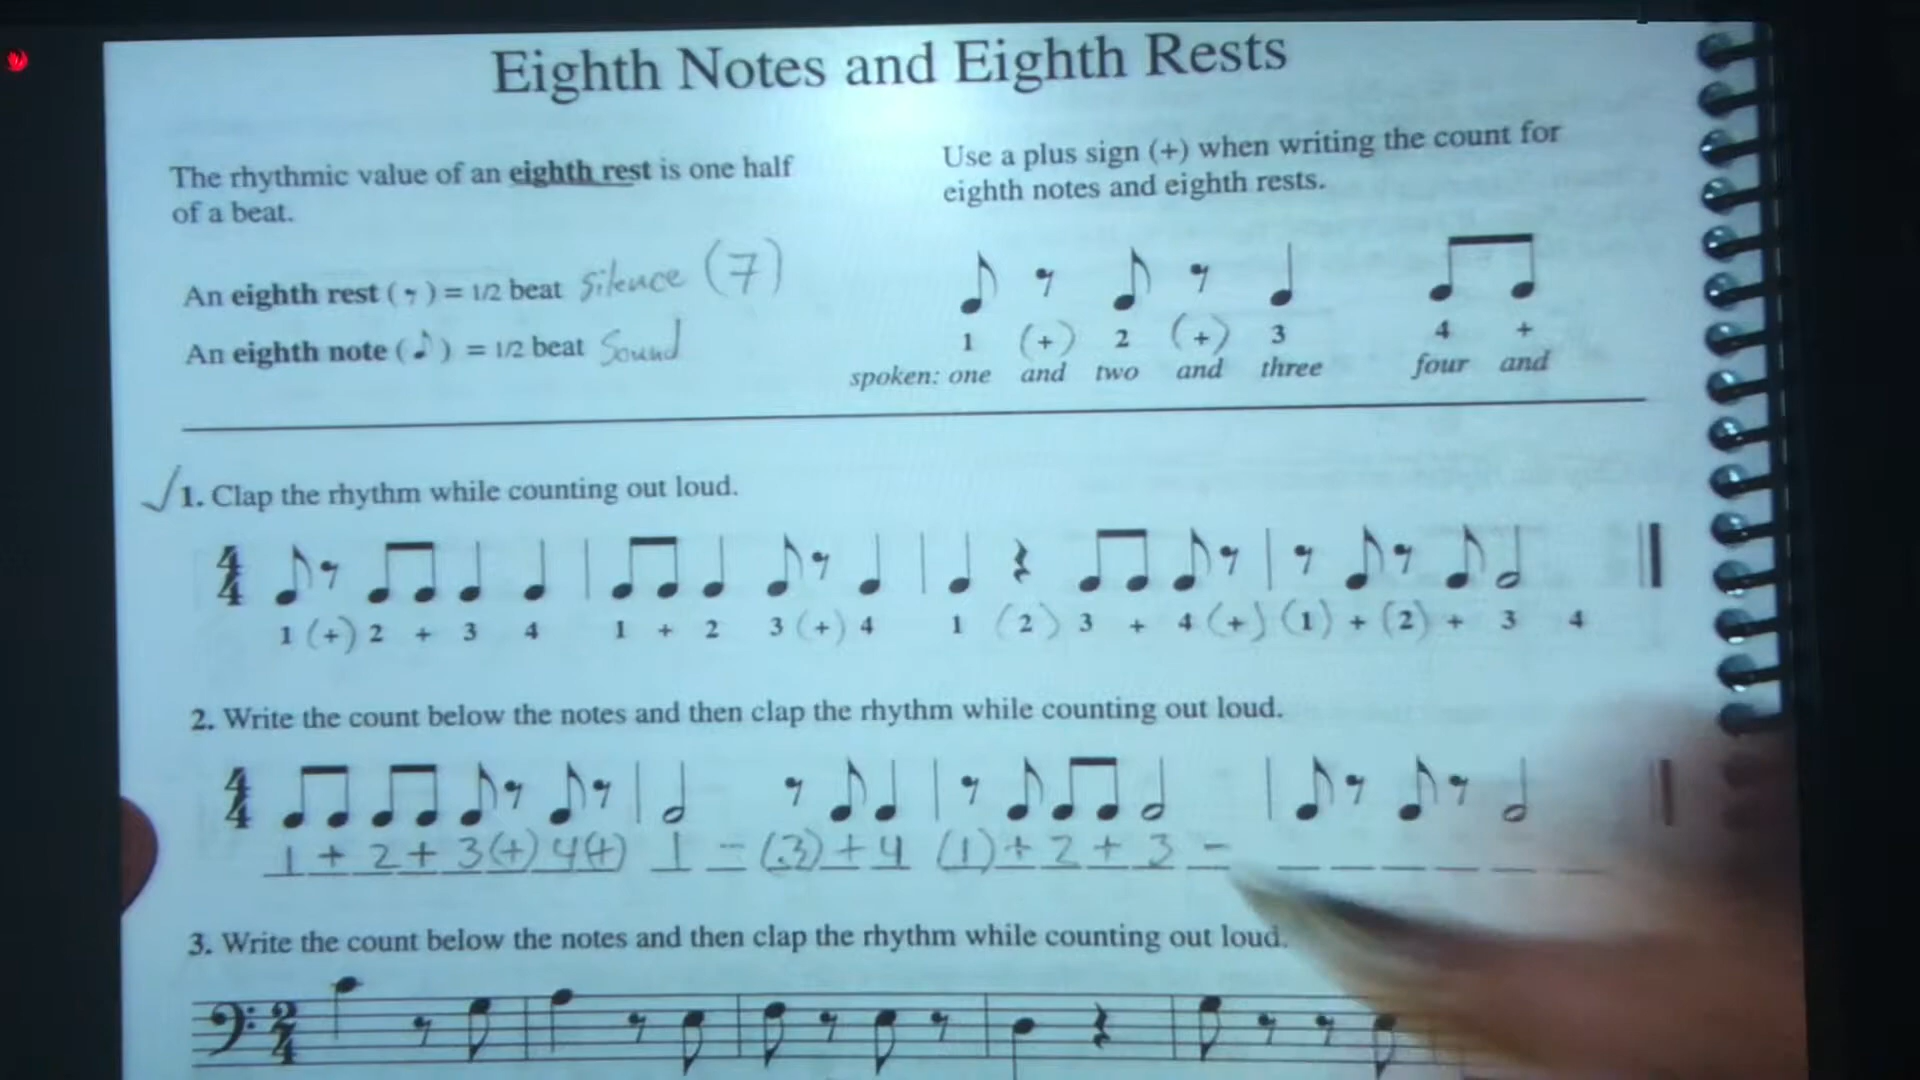 Eighth Notes and Eighth Rests
The rhythmic value of an eighth rest is one half
of a beat.
An eighth rest ( 𝄾 ) = 1/2 beat Silence (7)
An eighth note ( ♪ ) = 1/2 beat Sound
Use a plus sign (+) when writing the count for
eighth notes and eighth rests.
1 (+) 2 (+) 3 4 +
spoken: one and two and three four and
1. Clap the rhythm while counting out loud.
4/4
1 (+) 2 + 3 4 1 + 2 3 (+) 4 1 (2) 3 + 4 (+) (1) + (2) + 3 4
2. Write the count below the notes and then clap the rhythm while counting out loud.
4/4
1 + 2 + 3 (+) 4 (+) 1 - (3) + 4 (1) + 2 + 3 -
3. Write the count below the notes and then clap the rhythm while counting out loud.
2/4